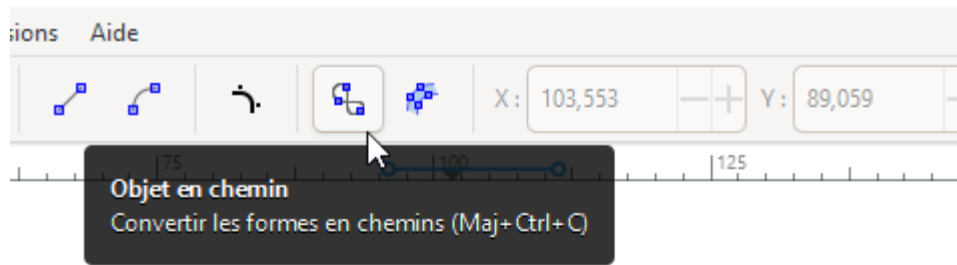 sions Aide
X : 103,553 Y : 89,059
75 100 125
Objet en chemin
Convertir les formes en chemins (Maj+Ctrl+C)